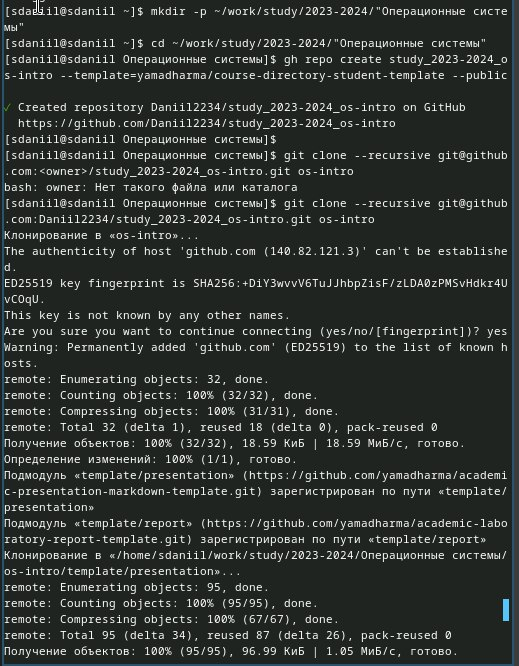 [sdaniil@sdaniil ~]$ mkdir -p ~/work/study/2023-2024/"Операционные систе
мы"
[sdaniil@sdaniil ~]$ cd ~/work/study/2023-2024/"Операционные системы"
[sdaniil@sdaniil Операционные системы]$ gh repo create study_2023-2024_o
s-intro --template=yamadharma/course-directory-student-template --public
✓ Created repository Daniil2234/study_2023-2024_os-intro on GitHub
https://github.com/Daniil2234/study_2023-2024_os-intro
[sdaniil@sdaniil Операционные системы]$
[sdaniil@sdaniil Операционные системы]$ git clone --recursive git@github
.com:<owner>/study_2023-2024_os-intro.git os-intro
bash: owner: Нет такого файла или каталога
[sdaniil@sdaniil Операционные системы]$ git clone --recursive git@github
.com:Daniil2234/study_2023-2024_os-intro.git os-intro
Клонирование в «os-intro»...
The authenticity of host 'github.com (140.82.121.3)' can't be establishe
d.
ED25519 key fingerprint is SHA256:+DiY3wvvV6TuJJhbpZisF/zLDA0zPMSvHdkr4U
vCOqU.
This key is not known by any other names.
Are you sure you want to continue connecting (yes/no/[fingerprint])? yes
Warning: Permanently added 'github.com' (ED25519) to the list of known h
osts.
remote: Enumerating objects: 32, done.
remote: Counting objects: 100% (32/32), done.
remote: Compressing objects: 100% (31/31), done.
remote: Total 32 (delta 1), reused 18 (delta 0), pack-reused 0
Получение объектов: 100% (32/32), 18.59 КиБ | 18.59 МиБ/с, готово.
Определение изменений: 100% (1/1), готово.
Подмодуль «template/presentation» (https://github.com/yamadharma/academi
c-presentation-markdown-template.git) зарегистрирован по пути «template/
presentation»
Подмодуль «template/report» (https://github.com/yamadharma/academic-labo
ratory-report-template.git) зарегистрирован по пути «template/report»
Клонирование в «/home/sdaniil/work/study/2023-2024/Операционные системы/
os-intro/template/presentation»...
remote: Enumerating objects: 95, done.
remote: Counting objects: 100% (95/95), done.
remote: Compressing objects: 100% (67/67), done.
remote: Total 95 (delta 34), reused 87 (delta 26), pack-reused 0
Получение объектов: 100% (95/95), 96.99 КиБ | 1.05 МиБ/с, готово.